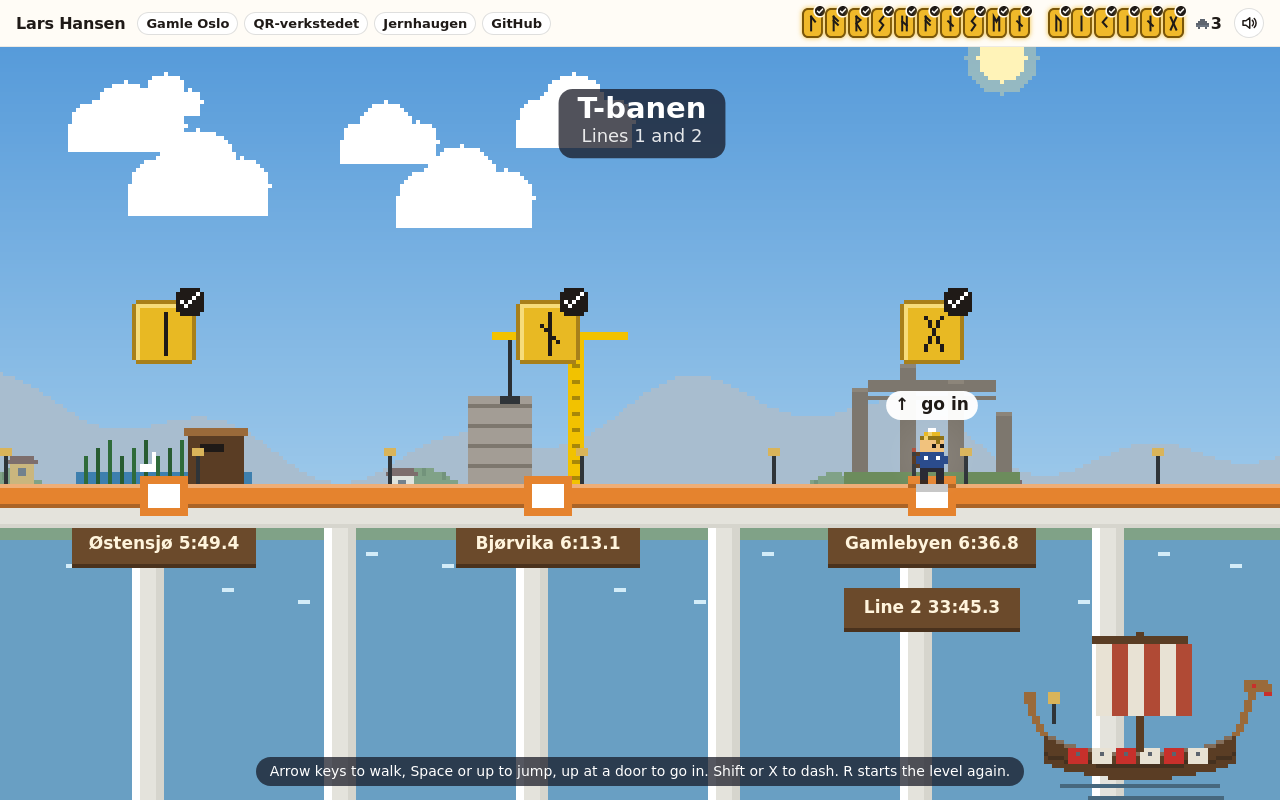 Lars Hansen Gamle Oslo QR-verkstedet Jernhaugen GitHub ᛚᚨᚱᛊᚺᚨᚾᛊᛖᚾ ᚢᛁᚲᛁᚾᚷ 3
T-banen
Lines 1 and 2
ᛁ ᚾ ᚷ
↑ go in
Østensjø 5:49.4 Bjørvika 6:13.1 Gamlebyen 6:36.8
Line 2 33:45.3
Arrow keys to walk, Space or up to jump, up at a door to go in. Shift or X to dash. R starts the level again.